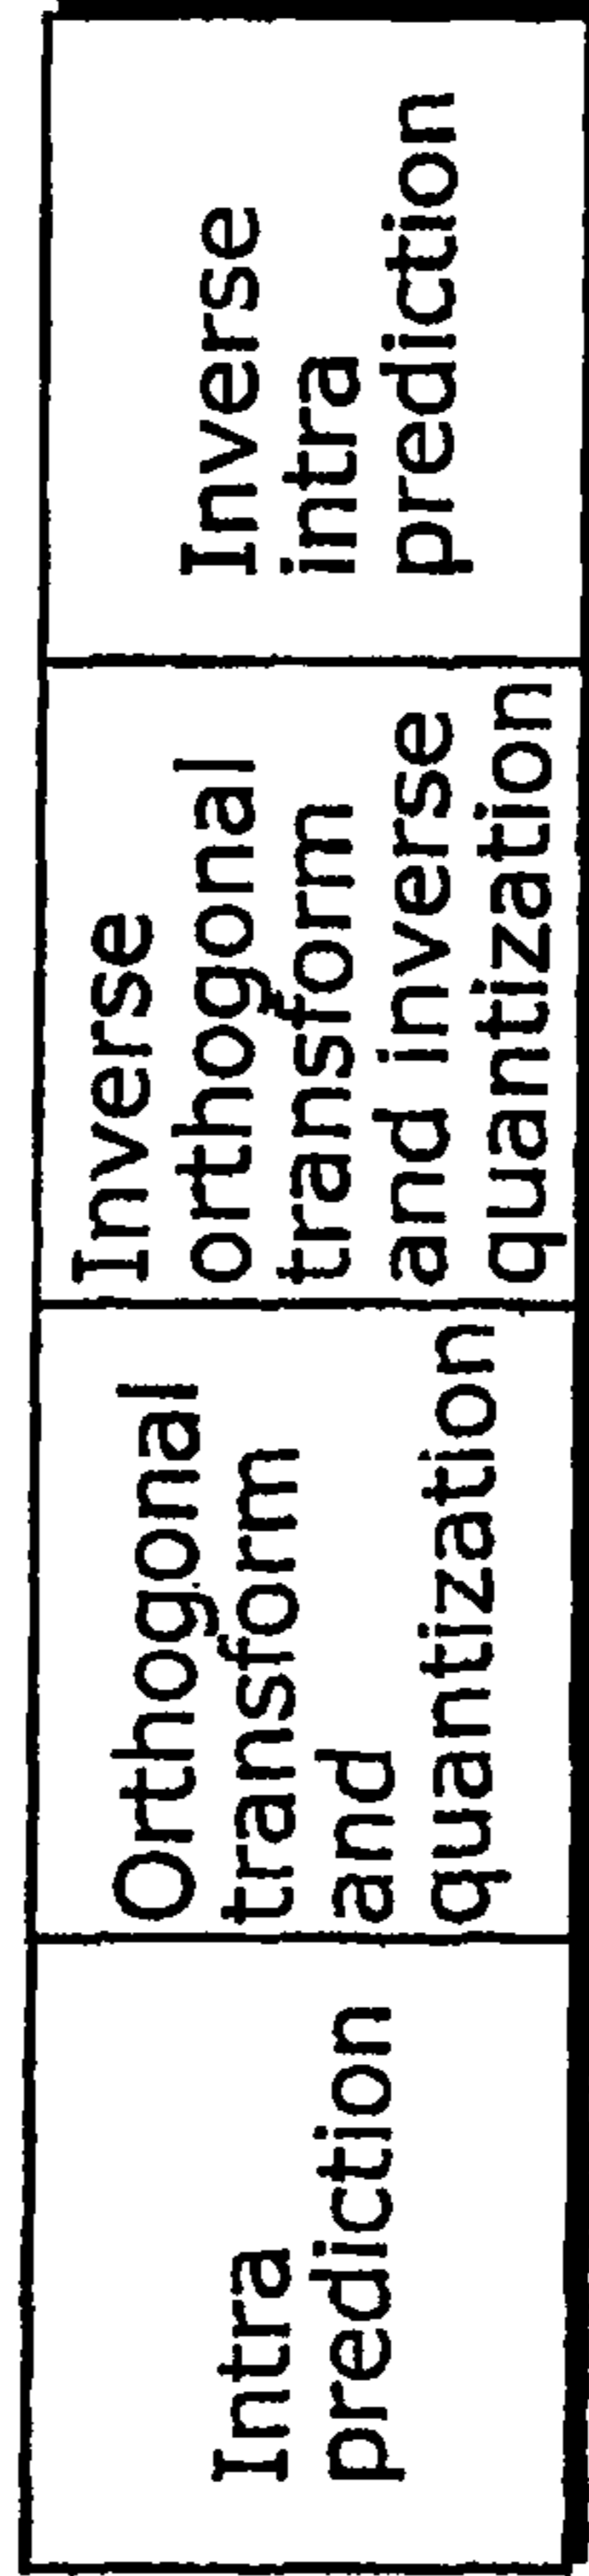 Intra
prediction
Orthogonal
transform
and
quantization
Inverse
orthogonal
transform
and inverse
quantization
Inverse
intra
prediction